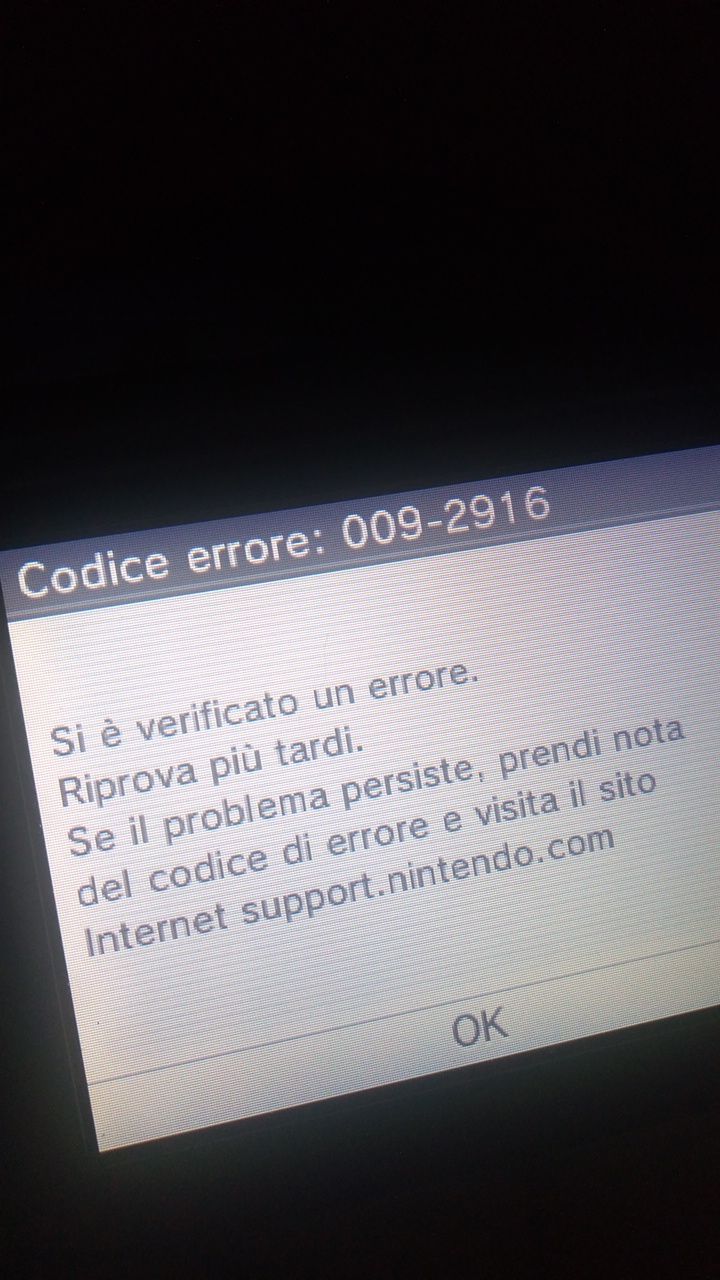 Codice errore: 009-2916
Si è verificato un errore.
Riprova più tardi.
Se il problema persiste, prendi nota
del codice di errore e visita il sito
Internet support.nintendo.com
OK